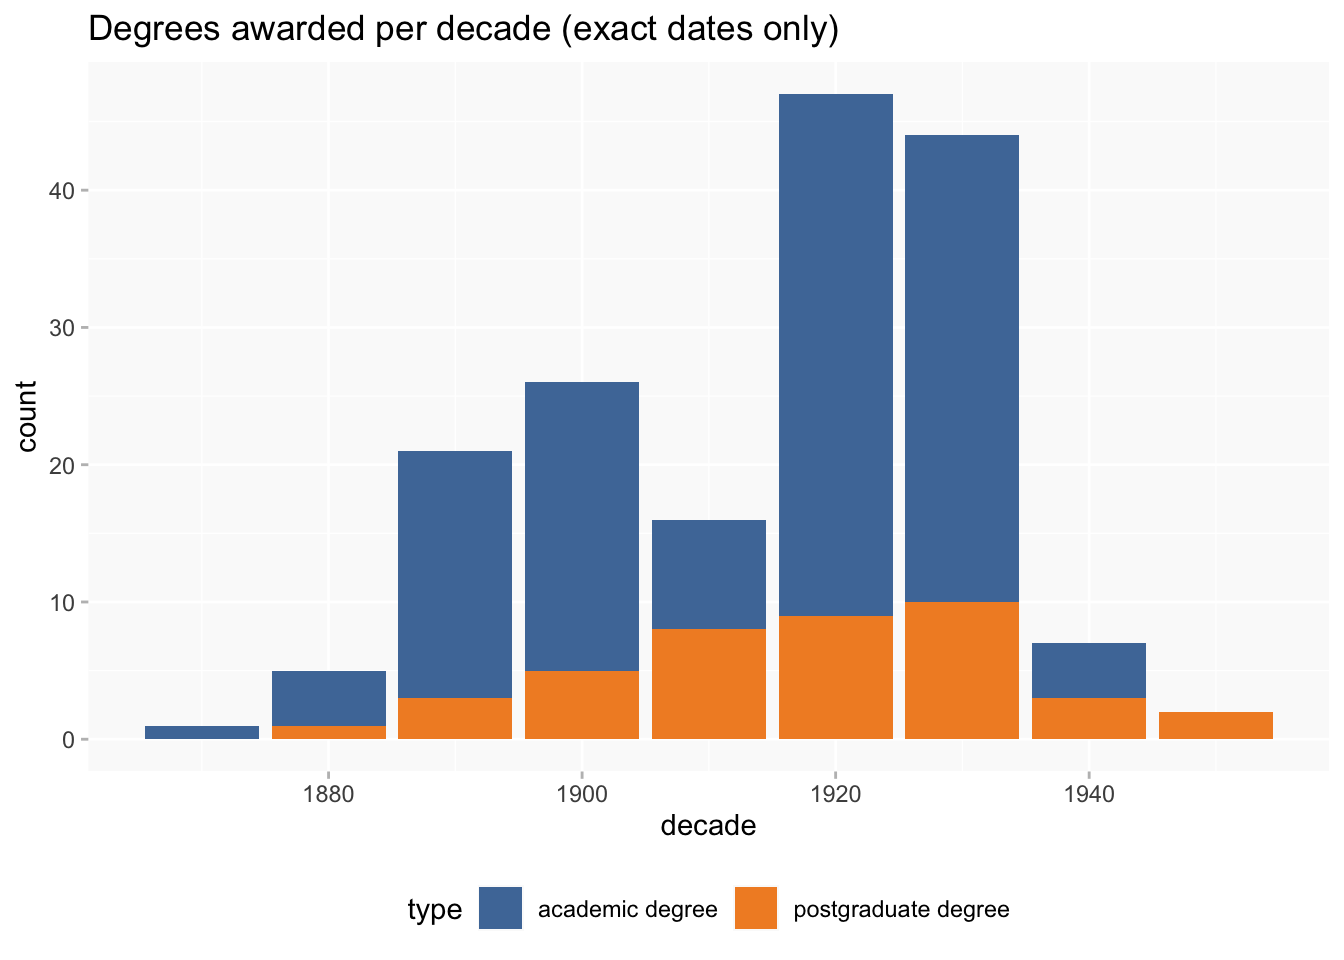 Degrees awarded per decade (exact dates only)
count
40
30
20
10
0
1880 1900 1920 1940
decade
type academic degree postgraduate degree